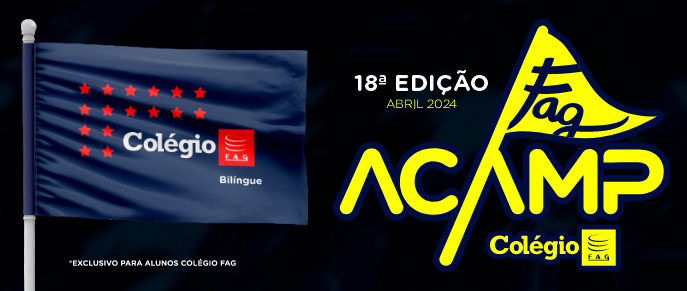 Colégio
F.A.G
Bilíngue
*EXCLUSIVO PARA ALUNOS COLÉGIO FAG
18ª EDIÇÃO
ABRIL 2024
Fag
ACAMP
Colégio
F.A.G